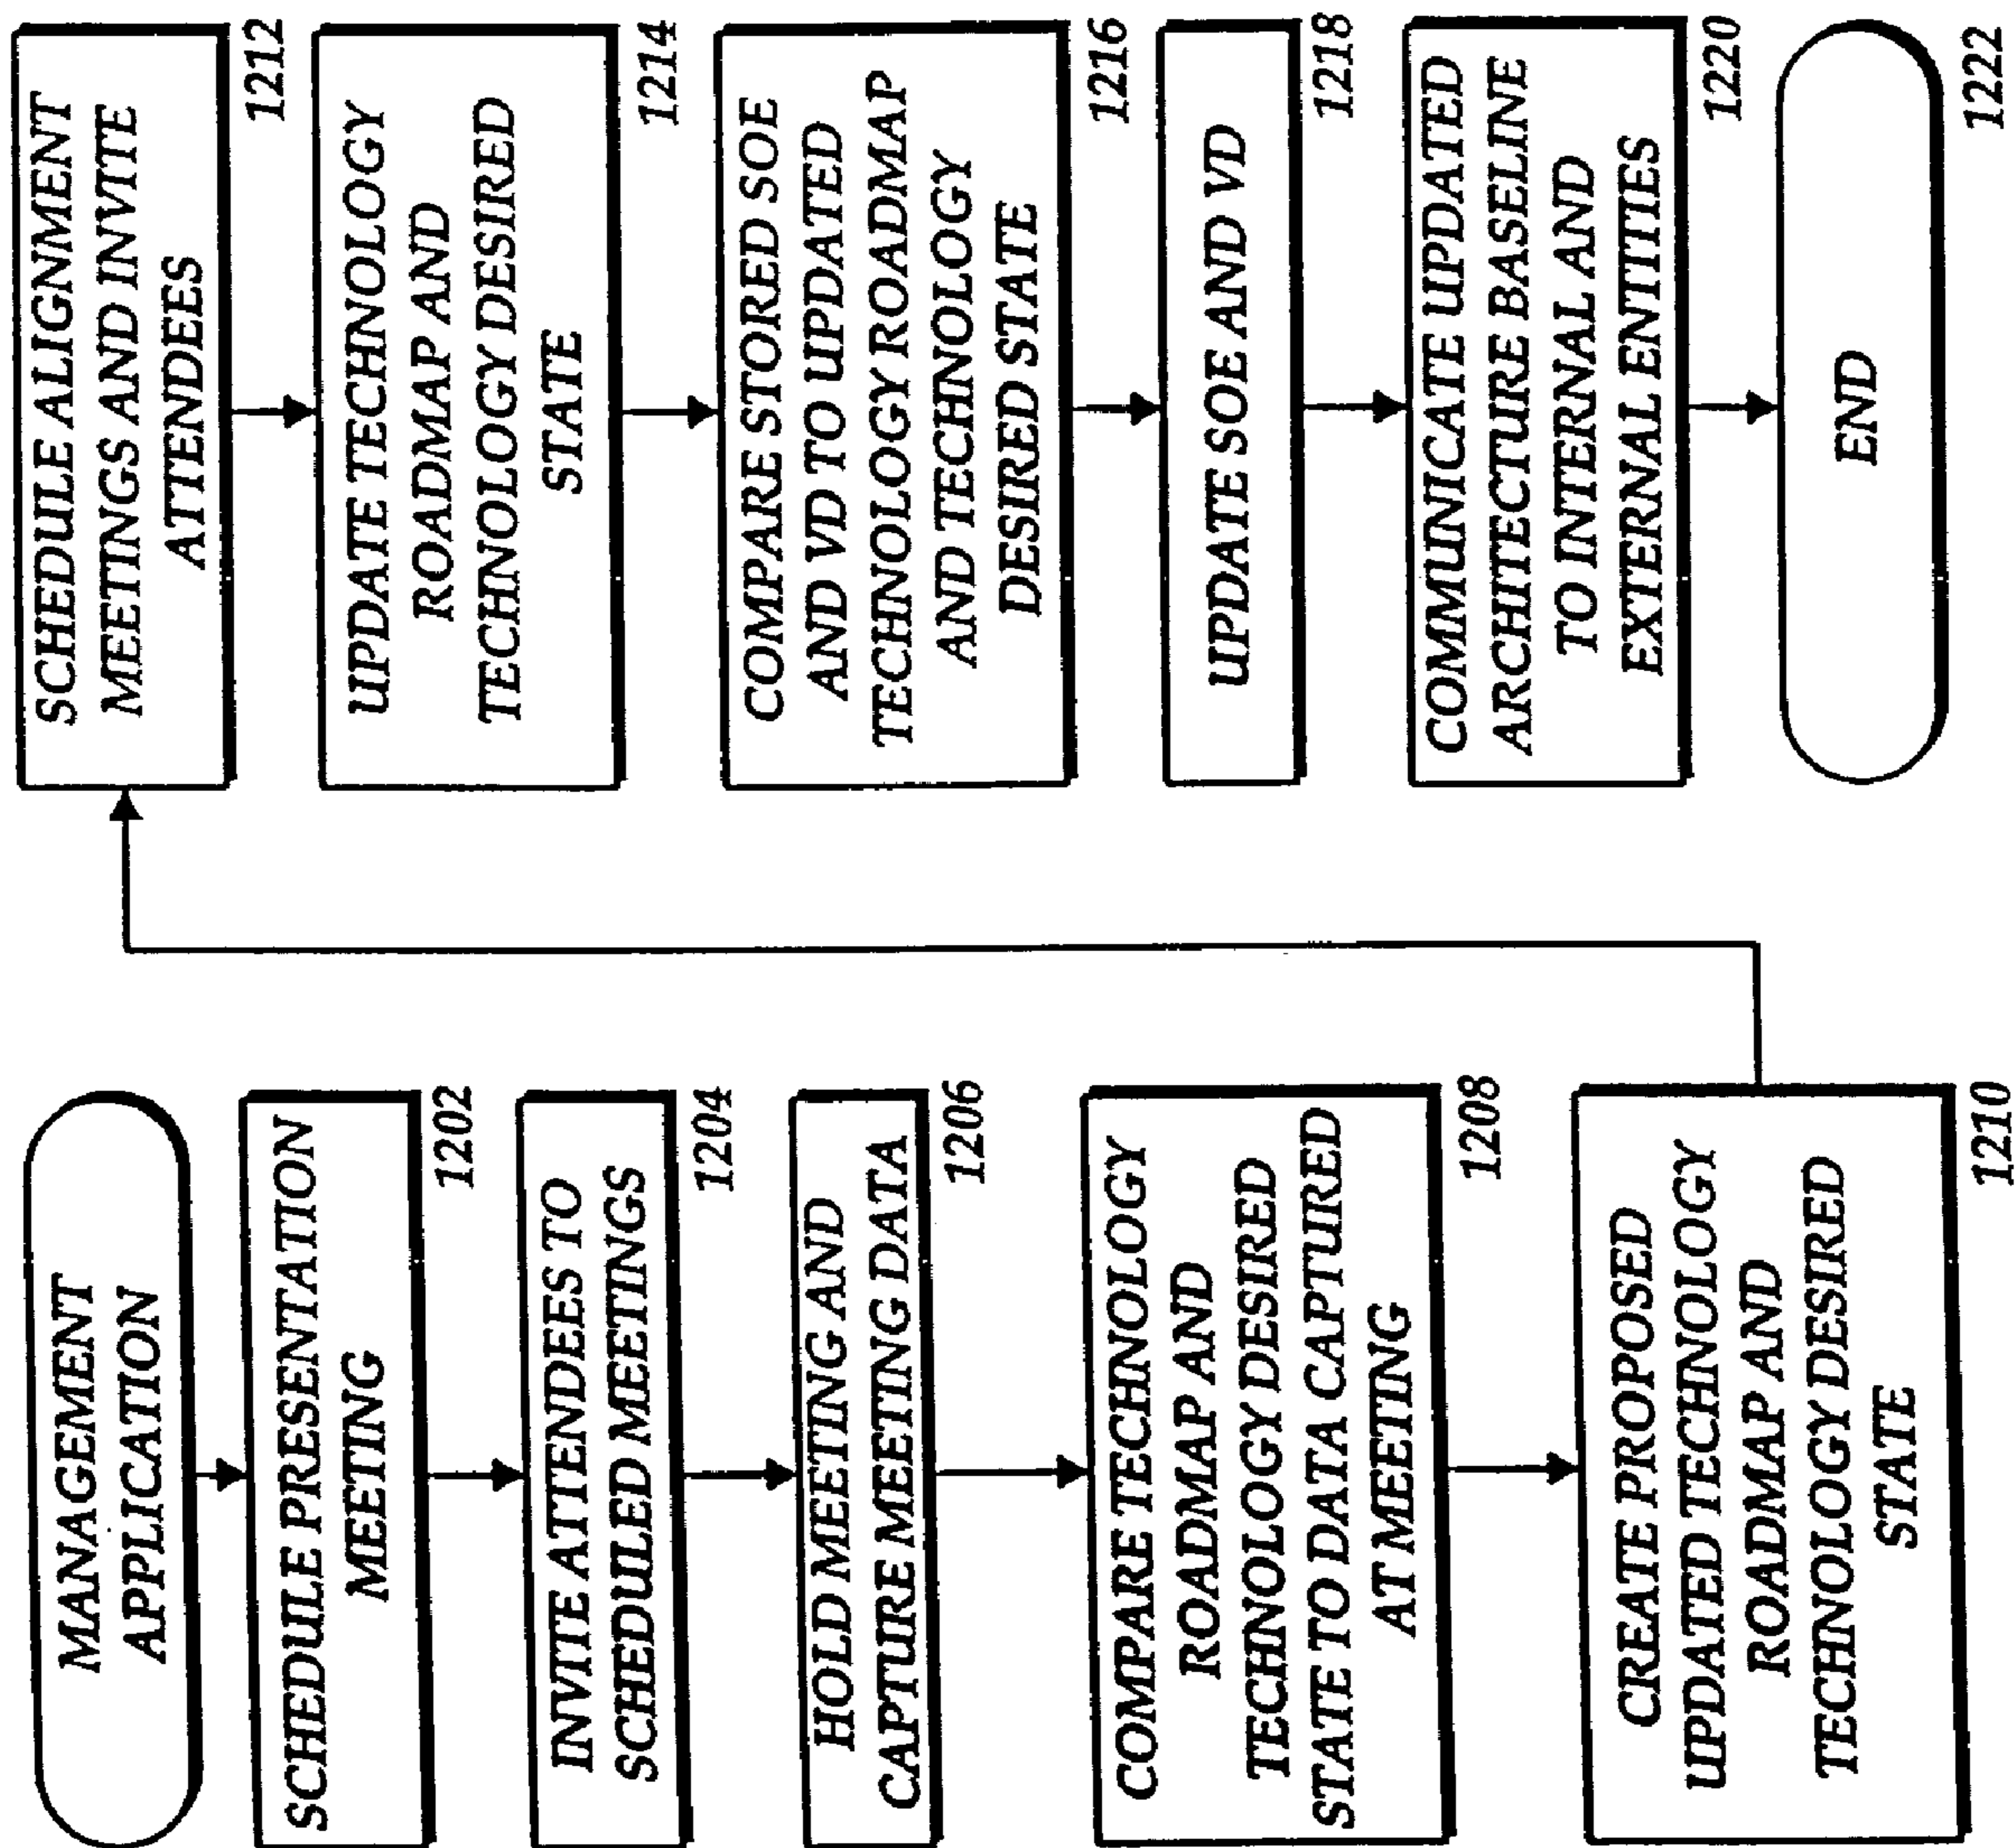 MANAGEMENT
APPLICATION
SCHEDULE PRESENTATION
MEETING
1202
INVITE ATTENDEES TO
SCHEDULED MEETINGS
1204
HOLD MEETING AND
CAPTURE MEETING DATA
1206
COMPARE TECHNOLOGY
ROADMAP AND
TECHNOLOGY DESIRED
STATE TO DATA CAPTURED
AT MEETING
1208
CREATE PROPOSED
UPDATED TECHNOLOGY
ROADMAP AND
TECHNOLOGY DESIRED
STATE
1210
SCHEDULE ALIGNMENT
MEETINGS AND INVITE
ATTENDEES
1212
UPDATE TECHNOLOGY
ROADMAP AND
TECHNOLOGY DESIRED
STATE
1214
COMPARE STORED SOE
AND VD TO UPDATED
TECHNOLOGY ROADMAP
AND TECHNOLOGY
DESIRED STATE
1216
UPDATE SOE AND VD
1218
COMMUNICATE UPDATED
ARCHITECTURE BASELINE
TO INTERNAL AND
EXTERNAL ENTITIES
1220
END
1222